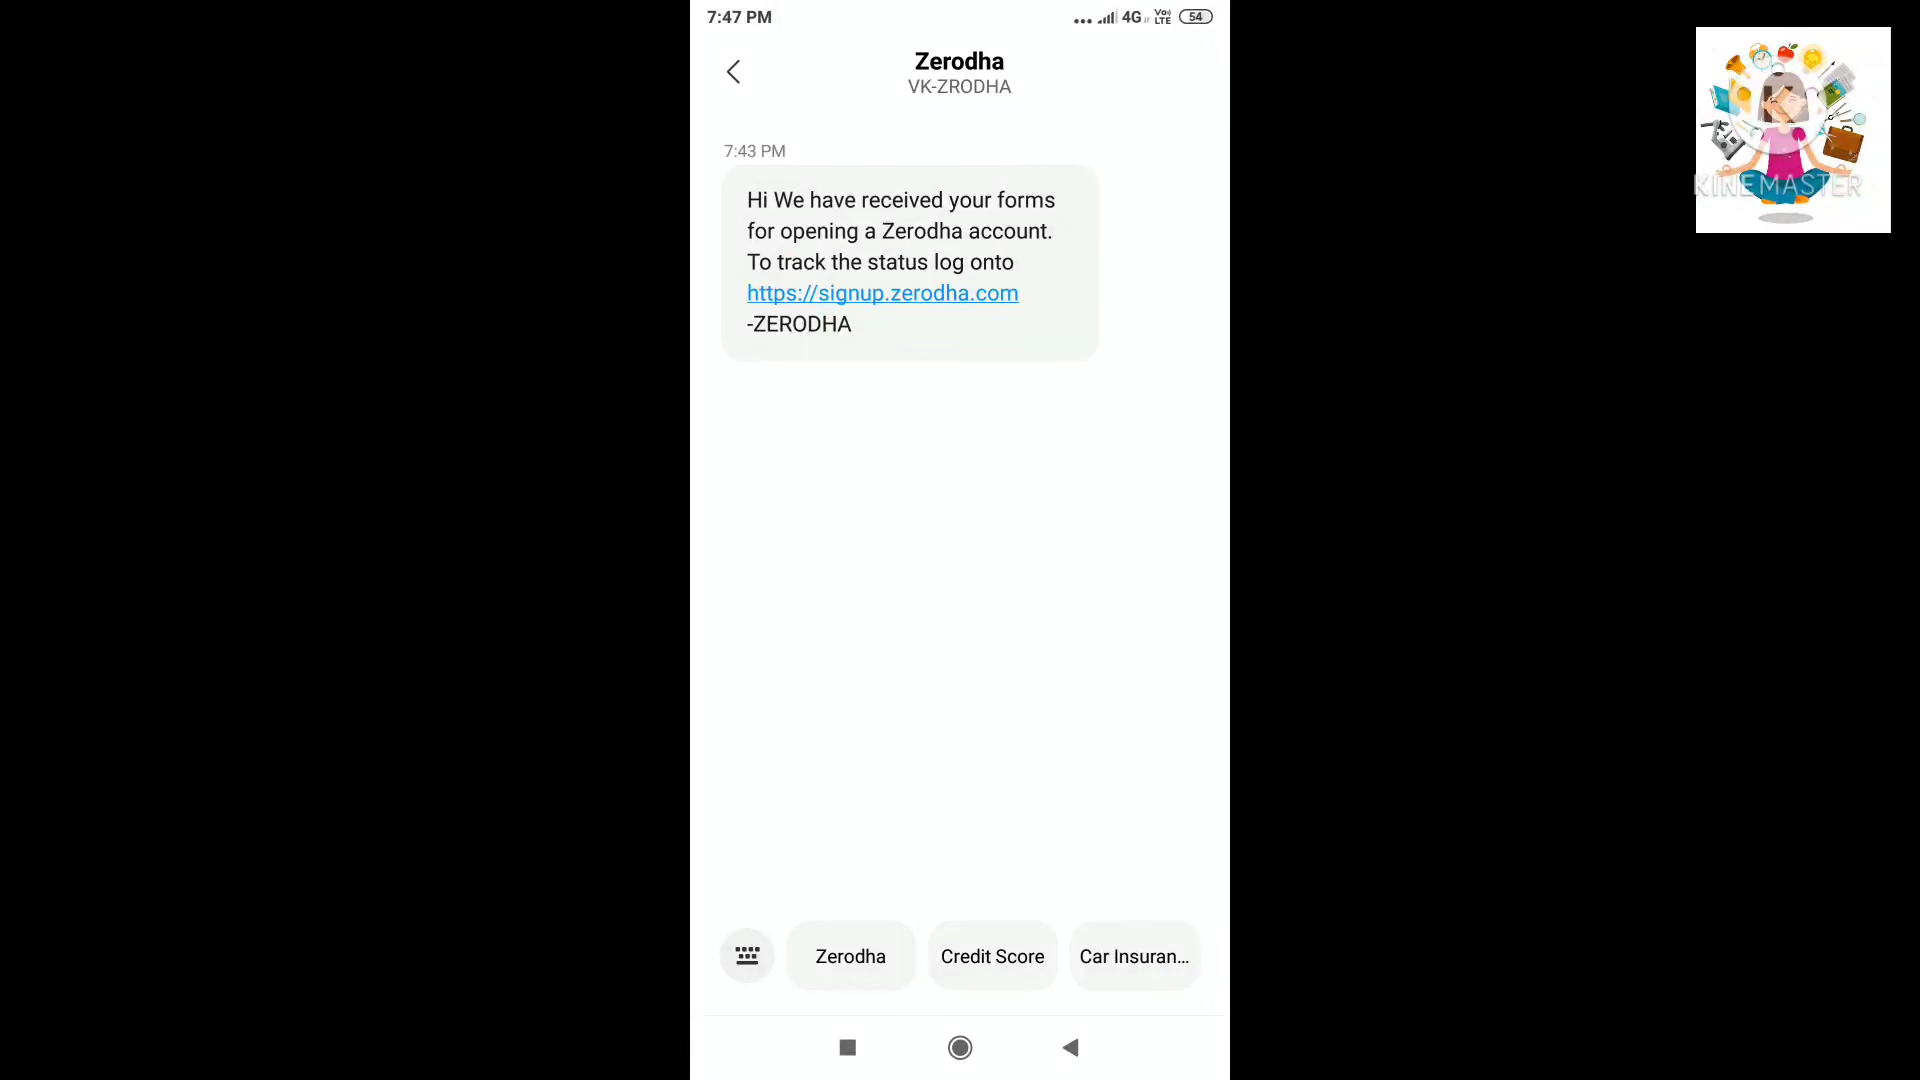 7:47 PM
4G
Vo)
LTE
54
Zerodha
VK-ZRODHA
7:43 PM
Hi We have received your forms
for opening a Zerodha account.
To track the status log onto
https://signup.zerodha.com
-ZERODHA
Zerodha
Credit Score
Car Insuran...
KINEMASTER